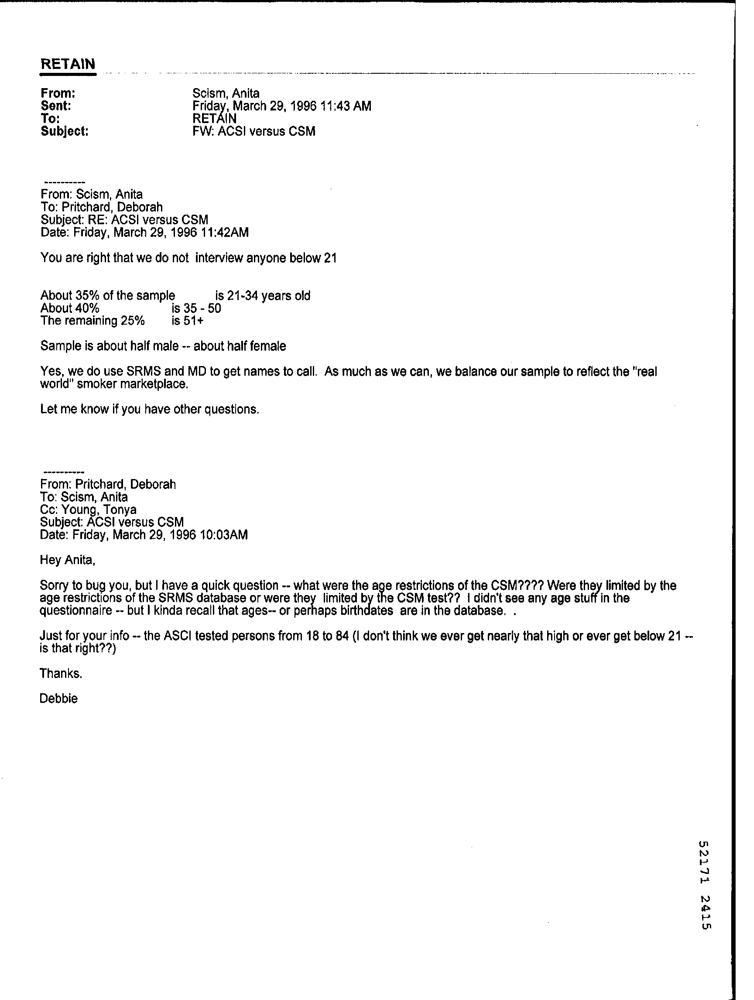 RETAIN
From: Scism, Anita
Sent: Friday, March 29, 1996 11:43 AM
To: RETAIN
Subject: FW: ACSI versus CSM
----------
From: Scism, Anita
To: Pritchard, Deborah
Subject: RE: ACSI versus CSM
Date: Friday, March 29, 1996 11:42AM
You are right that we do not interview anyone below 21
About 35% of the sample is 21-34 years old
About 40% is 35 - 50
The remaining 25% is 51+
Sample is about half male -- about half female
Yes, we do use SRMS and MD to get names to call. As much as we can, we balance our sample to reflect the "real
world" smoker marketplace.
Let me know if you have other questions.
----------
From: Pritchard, Deborah
To: Scism, Anita
Cc: Young, Tonya
Subject: ACSI versus CSM
Date: Friday, March 29, 1996 10:03AM
Hey Anita,
Sorry to bug you, but I have a quick question -- what were the age restrictions of the CSM???? Were they limited by the
age restrictions of the SRMS database or were they limited by the CSM test?? I didn't see any age stuff in the
questionnaire -- but I kinda recall that ages-- or perhaps birthdates are in the database. .
Just for your info -- the ASCI tested persons from 18 to 84 (I don't think we ever get nearly that high or ever get below 21 --
is that right??)
Thanks.
Debbie
52171 2415